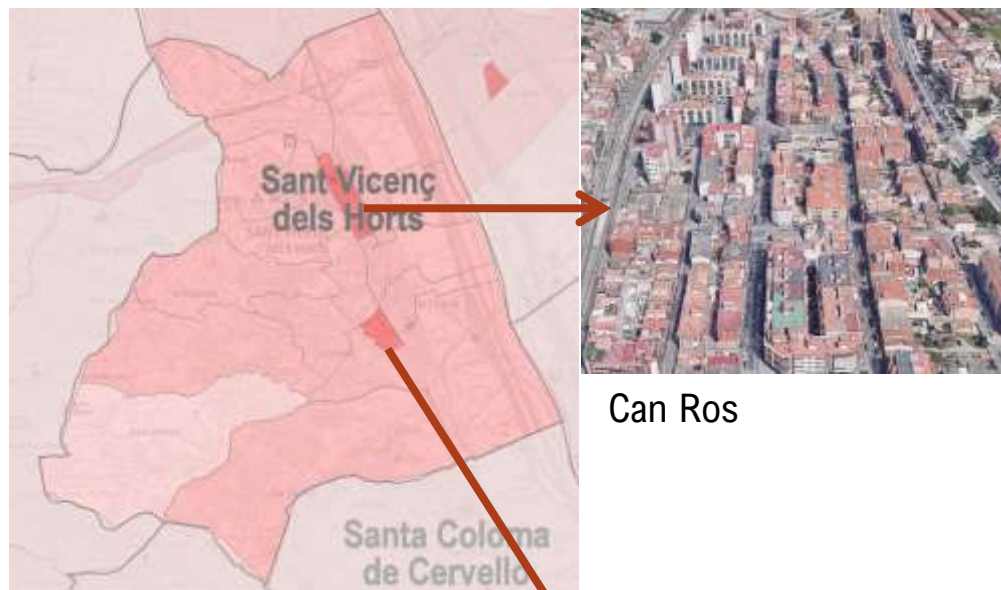 Sant Vicenç
dels Horts
Can Ros
Santa Coloma
de Cervelló